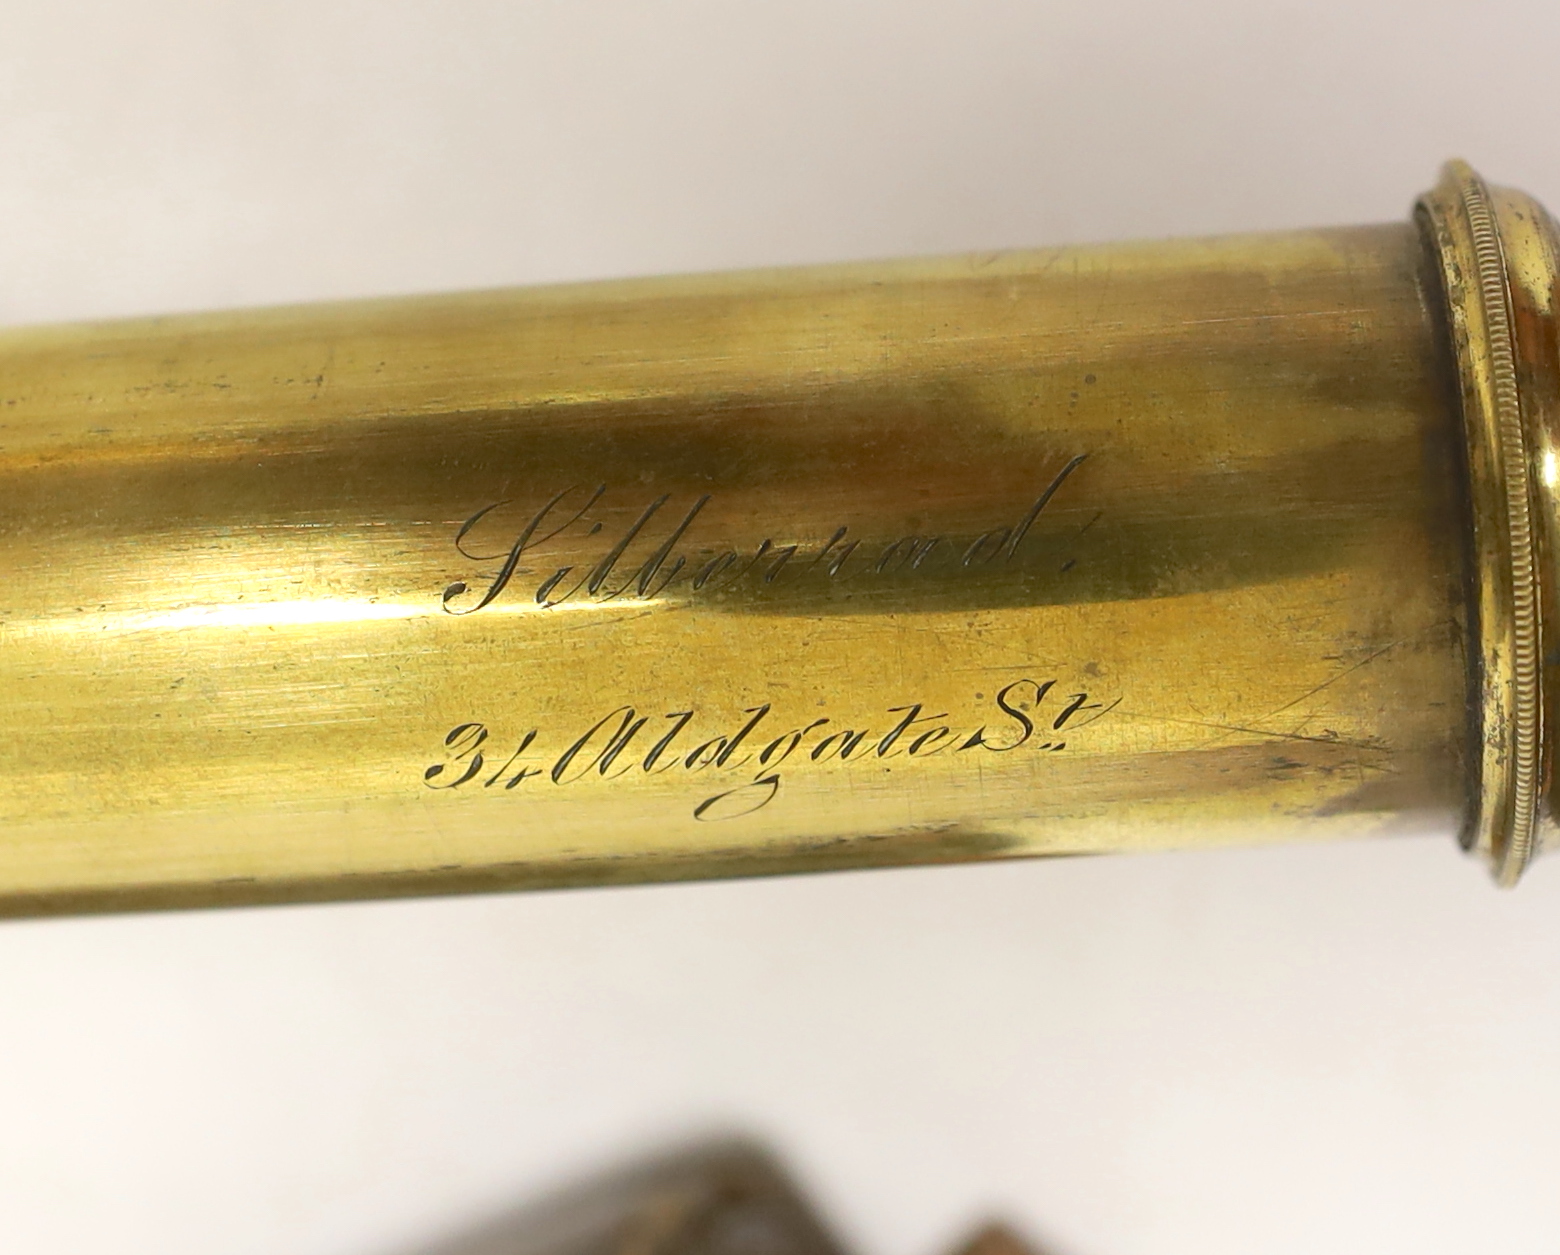 Silberrad,
34 Aldgate St